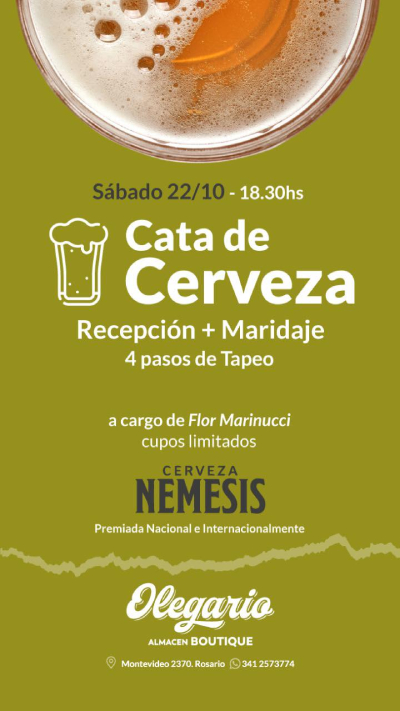 Sábado 22/10 - 18.30hs
Cata de
Cerveza
Recepción + Maridaje
4 pasos de Tapeo
a cargo de Flor Marinucci
cupos limitados
CERVEZA
NEMESIS
Premiada Nacional e Internacionalmente
Olegario
ALMACEN BOUTIQUE
Montevideo 2370. Rosario 341 2573774